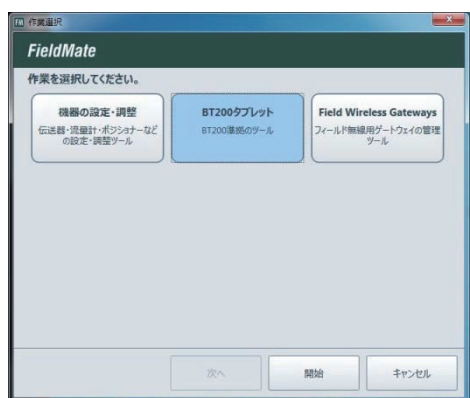 作業選択
FieldMate
作業を選択してください。
機器の設定・調整
伝送器・流量計・ポジショナーなど
の設定・調整ツール
BT200タブレット
BT200準拠のツール
Field Wireless Gateways
フィールド無線用ゲートウェイの管理
ツール
次へ
開始
キャンセル